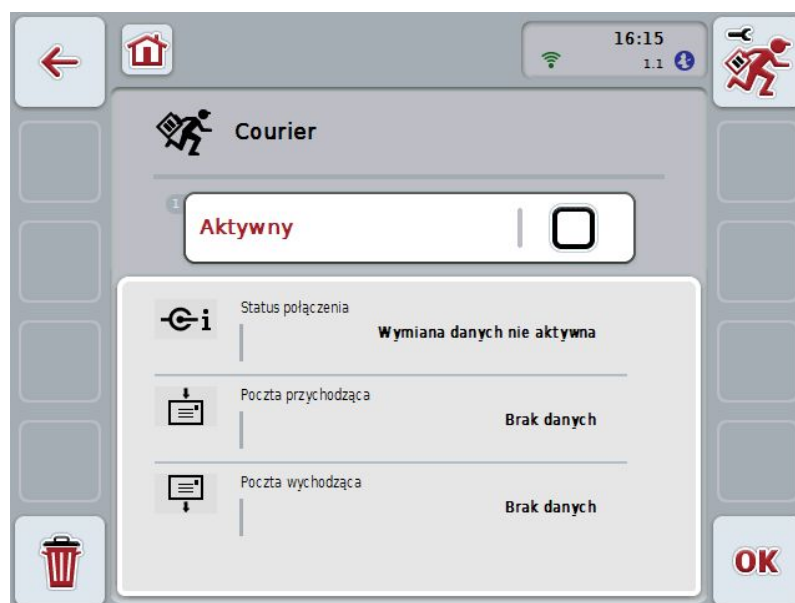 16:15
1.1
Courier
1
Aktywny
Status połączenia
Wymiana danych nie aktywna
Poczta przychodząca
Brak danych
Poczta wychodząca
Brak danych
OK